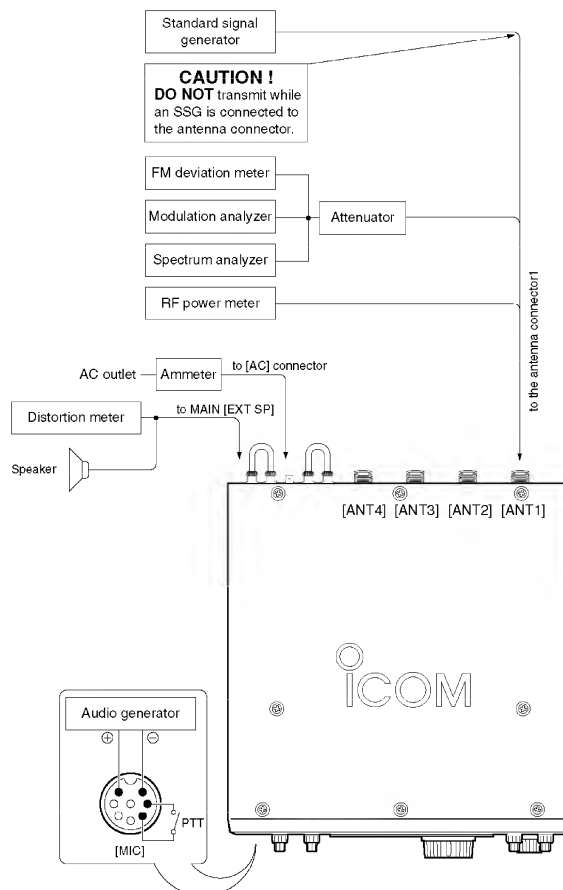 Standard signal
generator
CAUTION !
DO NOT transmit while
an SSG is connected to
the antenna connector.
FM deviation meter
Modulation analyzer
Attenuator
Spectrum analyzer
RF power meter
to the antenna connector1
to [AC] connector
AC outlet
Ammeter
to MAIN [EXT SP]
Distortion meter
Speaker
[ANT4] [ANT3] [ANT2] [ANT1]
ICOM
Audio generator
⊕ ⊖
PTT
[MIC]